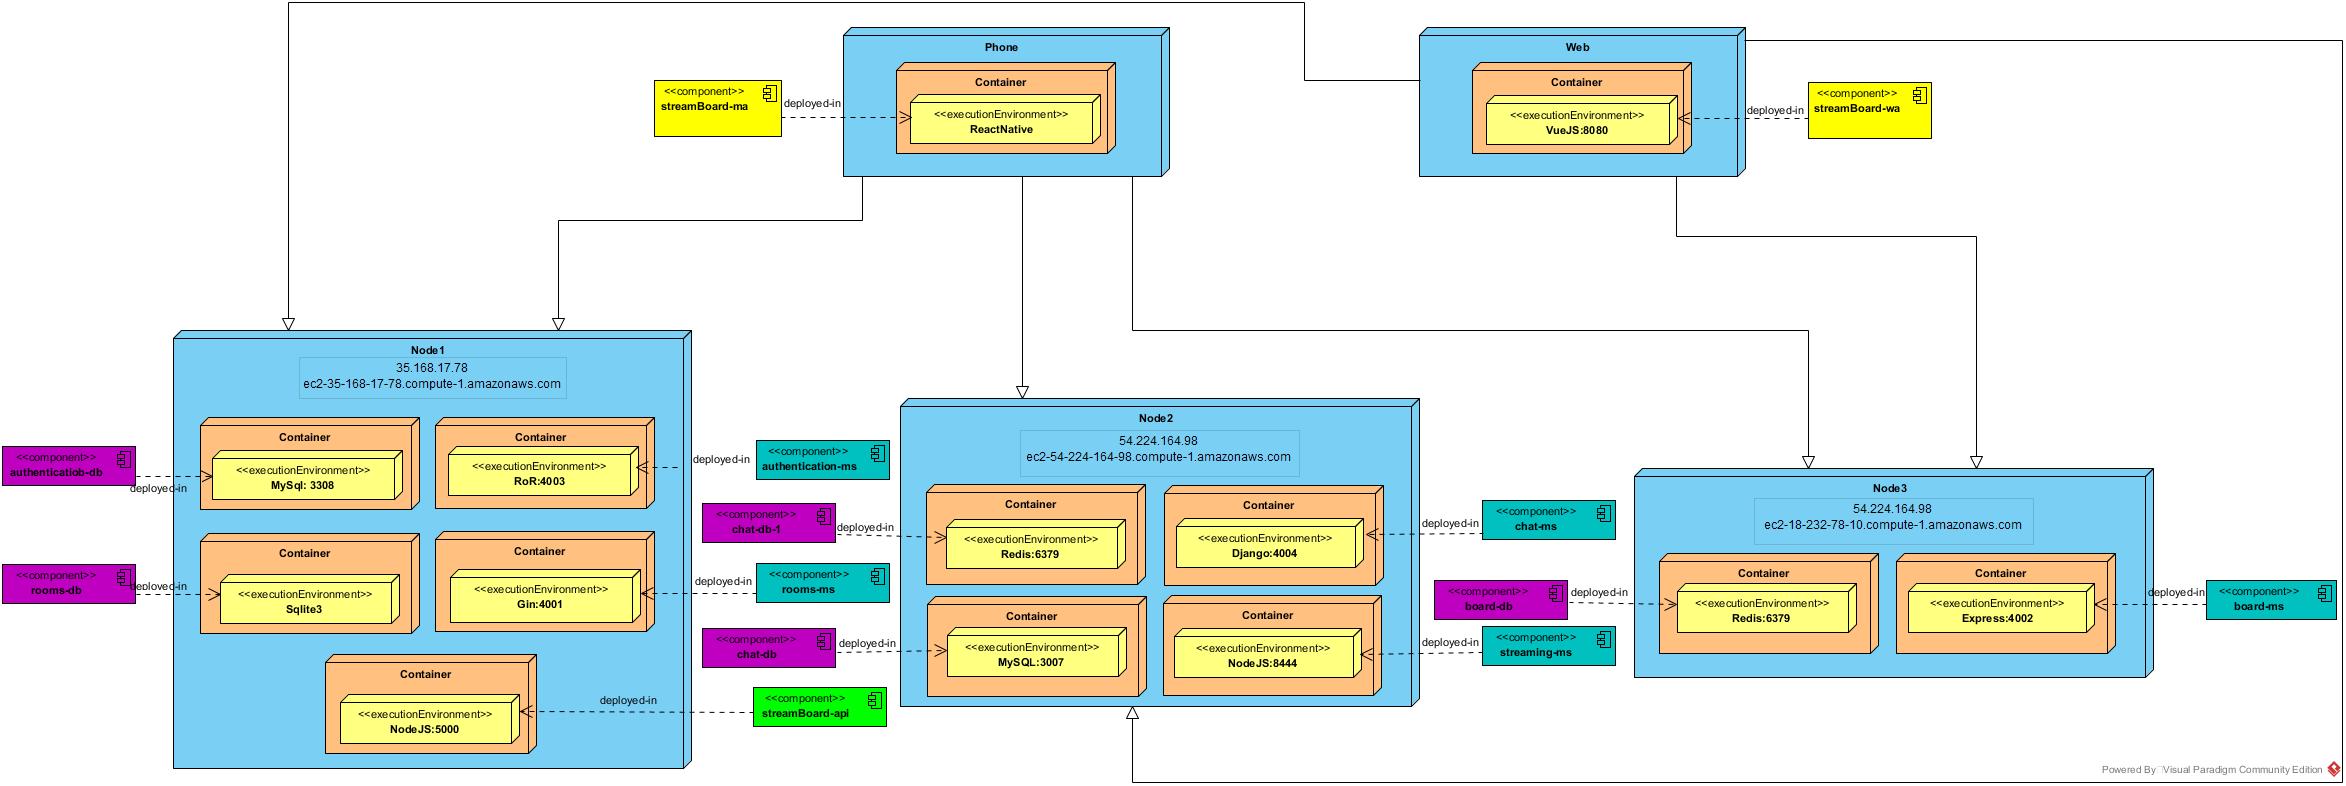 Phone
Container
<<executionEnvironment>>
ReactNative
<<component>>
streamBoard-ma
deployed-in
Web
Container
<<executionEnvironment>>
VueJS:8080
<<component>>
streamBoard-wa
deployed-in
Node1
35.168.17.78
ec2-35-168-17-78.compute-1.amazonaws.com
Container
<<executionEnvironment>>
MySql: 3308
Container
<<executionEnvironment>>
RoR:4003
<<component>>
authenticatiob-db
deployed-in
<<component>>
authentication-ms
deployed-in
Container
<<executionEnvironment>>
Sqlite3
Container
<<executionEnvironment>>
Gin:4001
<<component>>
rooms-db
deployed-in
<<component>>
rooms-ms
deployed-in
Container
<<executionEnvironment>>
NodeJS:5000
<<component>>
streamBoard-api
deployed-in
Node2
54.224.164.98
ec2-54-224-164-98.compute-1.amazonaws.com
Container
<<executionEnvironment>>
Redis:6379
Container
<<executionEnvironment>>
Django:4004
<<component>>
chat-db-1
deployed-in
<<component>>
chat-ms
deployed-in
Container
<<executionEnvironment>>
MySQL:3007
Container
<<executionEnvironment>>
NodeJS:8444
<<component>>
chat-db
deployed-in
<<component>>
streaming-ms
deployed-in
Node3
54.224.164.98
ec2-18-232-78-10.compute-1.amazonaws.com
Container
<<executionEnvironment>>
Redis:6379
Container
<<executionEnvironment>>
Express:4002
<<component>>
board-db
deployed-in
<<component>>
board-ms
deployed-in
Powered By Visual Paradigm Community Edition